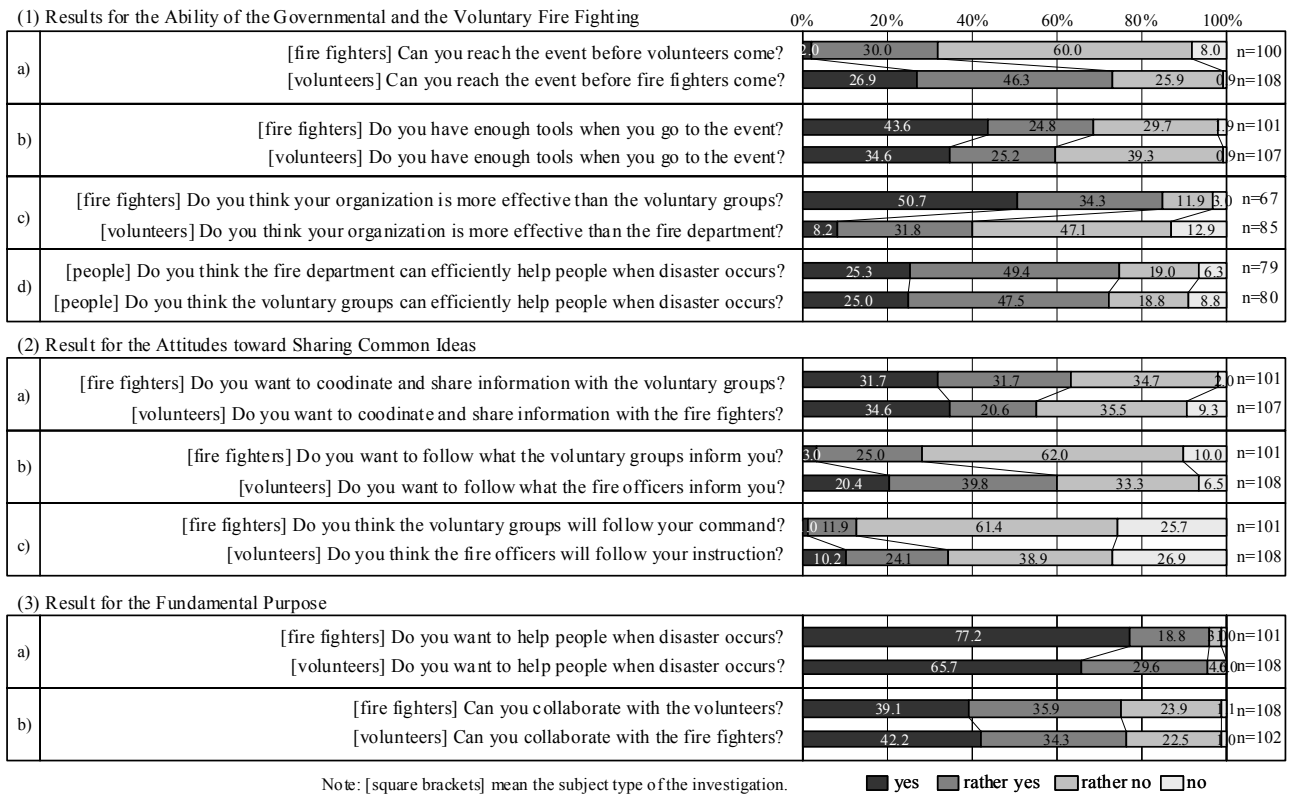 (1) Results for the Ability of the Governmental and the Voluntary Fire Fighting
0% 20% 40% 60% 80% 100%
a)
[fire fighters] Can you reach the event before volunteers come? 2.0 30.0 60.0 8.0 n=100
[volunteers] Can you reach the event before fire fighters come? 26.9 46.3 25.9 0.9 n=108
b)
[fire fighters] Do you have enough tools when you go to the event? 43.6 24.8 29.7 n=101
[volunteers] Do you have enough tools when you go to the event? 34.6 25.2 39.3 0.9 n=107
c)
[fire fighters] Do you think your organization is more effective than the voluntary groups? 50.7 34.3 11.9 3.0 n=67
[volunteers] Do you think your organization is more effective than the fire department? 8.2 31.8 47.1 12.9 n=85
d)
[people] Do you think the fire department can efficiently help people when disaster occurs? 25.3 49.4 19.0 6.3 n=79
[people] Do you think the voluntary groups can efficiently help people when disaster occurs? 25.0 47.5 18.8 8.8 n=80
(2) Result for the Attitudes toward Sharing Common Ideas
a)
[fire fighters] Do you want to coodinate and share information with the voluntary groups? 31.7 31.7 34.7 2.0 n=101
[volunteers] Do you want to coodinate and share information with the fire fighters? 34.6 20.6 35.5 9.3 n=107
b)
[fire fighters] Do you want to follow what the voluntary groups inform you? 3.0 25.0 62.0 10.0 n=101
[volunteers] Do you want to follow what the fire officers inform you? 20.4 39.8 33.3 6.5 n=108
c)
[fire fighters] Do you think the voluntary groups will follow your command? 11.9 61.4 25.7 n=101
[volunteers] Do you think the fire officers will follow your instruction? 10.2 24.1 38.9 26.9 n=108
(3) Result for the Fundamental Purpose
a)
[fire fighters] Do you want to help people when disaster occurs? 77.2 18.8 n=101
[volunteers] Do you want to help people when disaster occurs? 65.7 29.6 n=108
b)
[fire fighters] Can you collaborate with the volunteers? 39.1 35.9 23.9 n=108
[volunteers] Can you collaborate with the fire fighters? 42.2 34.3 22.5 n=102
Note: [square brackets] mean the subject type of the investigation. yes rather yes rather no no